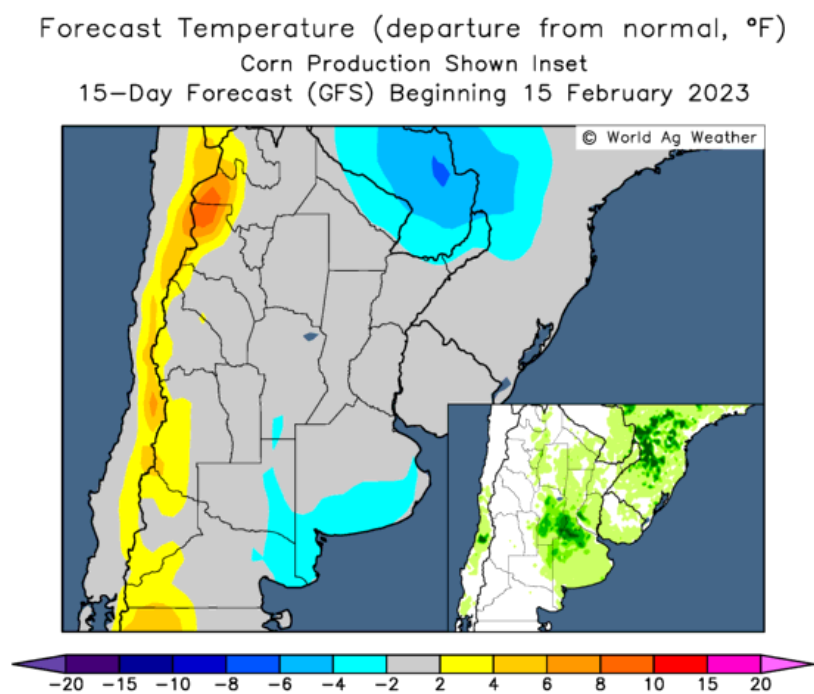 Forecast Temperature (departure from normal, °F)
Corn Production Shown Inset
15-Day Forecast (GFS) Beginning 15 February 2023
© World Ag Weather
-20 -15 -10 -8 -6 -4 -2 2 4 6 8 10 15 20